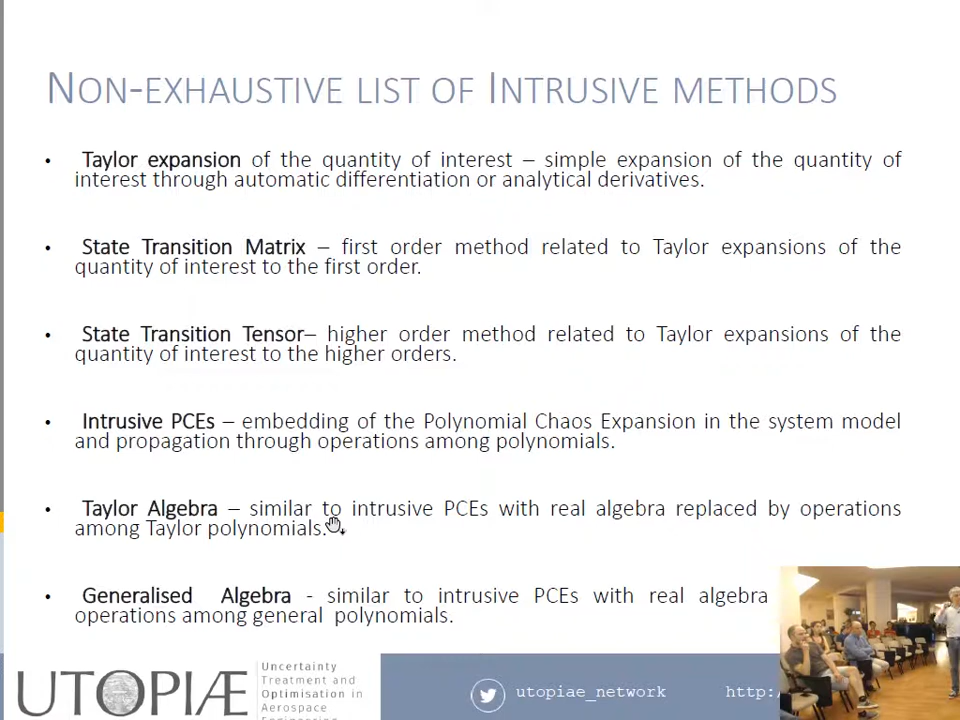 NON-EXHAUSTIVE LIST OF INTRUSIVE METHODS
• Taylor expansion of the quantity of interest – simple expansion of the quantity of
interest through automatic differentiation or analytical derivatives.
• State Transition Matrix – first order method related to Taylor expansions of the
quantity of interest to the first order.
• State Transition Tensor– higher order method related to Taylor expansions of the
quantity of interest to the higher orders.
• Intrusive PCEs – embedding of the Polynomial Chaos Expansion in the system model
and propagation through operations among polynomials.
• Taylor Algebra – similar to intrusive PCEs with real algebra replaced by operations
among Taylor polynomials.
• Generalised Algebra - similar to intrusive PCEs with real algebra
operations among general polynomials.
UTOPIÆ
Uncertainty
Treatment and
Optimisation in
Aerospace
Engineering
utopiae_network
http: